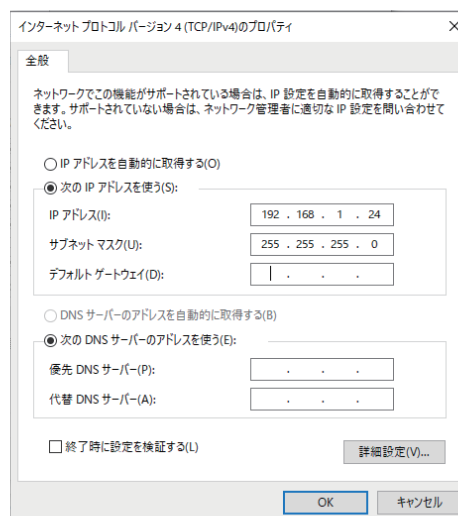 インターネット プロトコル バージョン 4 (TCP/IPv4)のプロパティ
全般
ネットワークでこの機能がサポートされている場合は、IP 設定を自動的に取得することがで
きます。サポートされていない場合は、ネットワーク管理者に適切な IP 設定を問い合わせて
ください。
IP アドレスを自動的に取得する(O)
次の IP アドレスを使う(S):
IP アドレス(I): 192 . 168 . 1 . 24
サブネット マスク(U): 255 . 255 . 255 . 0
デフォルト ゲートウェイ(D): . . .
DNS サーバーのアドレスを自動的に取得する(B)
次の DNS サーバーのアドレスを使う(E):
優先 DNS サーバー(P): . . .
代替 DNS サーバー(A): . . .
終了時に設定を検証する(L)
詳細設定(V)...
OK キャンセル